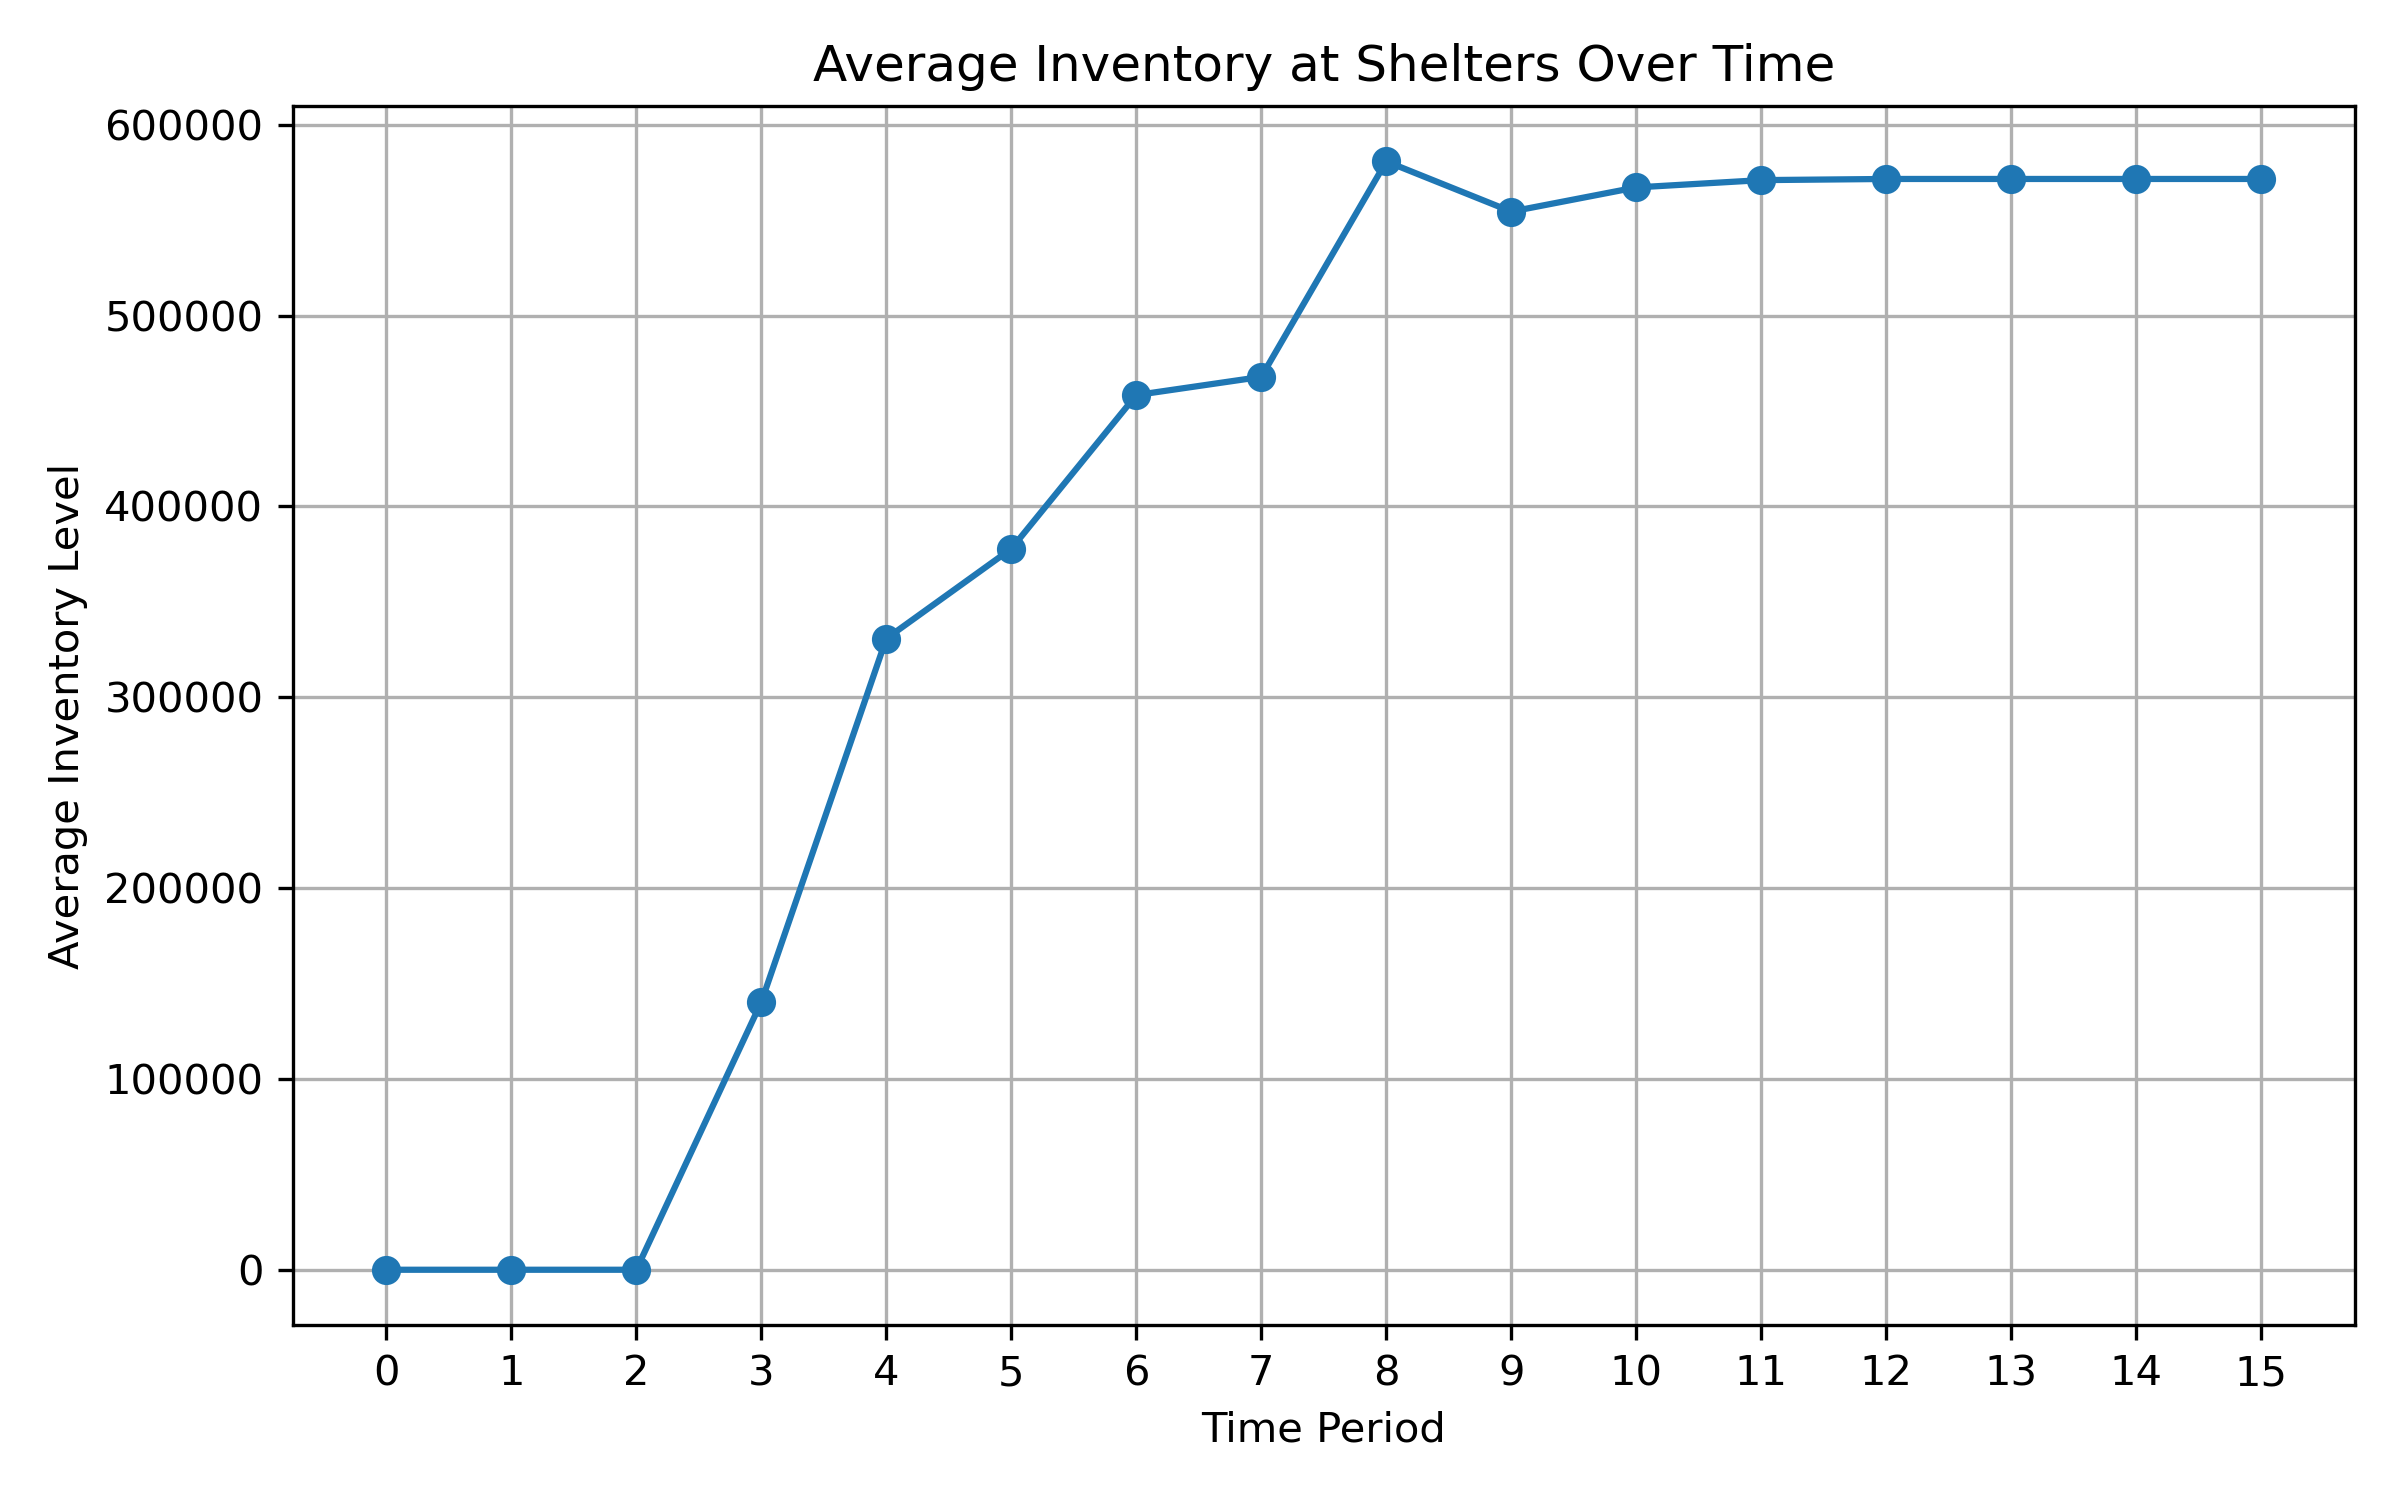 Average Inventory at Shelters Over Time
600000
500000
400000
300000
200000
100000
0
Average Inventory Level
0 1 2 3 4 5 6 7 8 9 10 11 12 13 14 15
Time Period